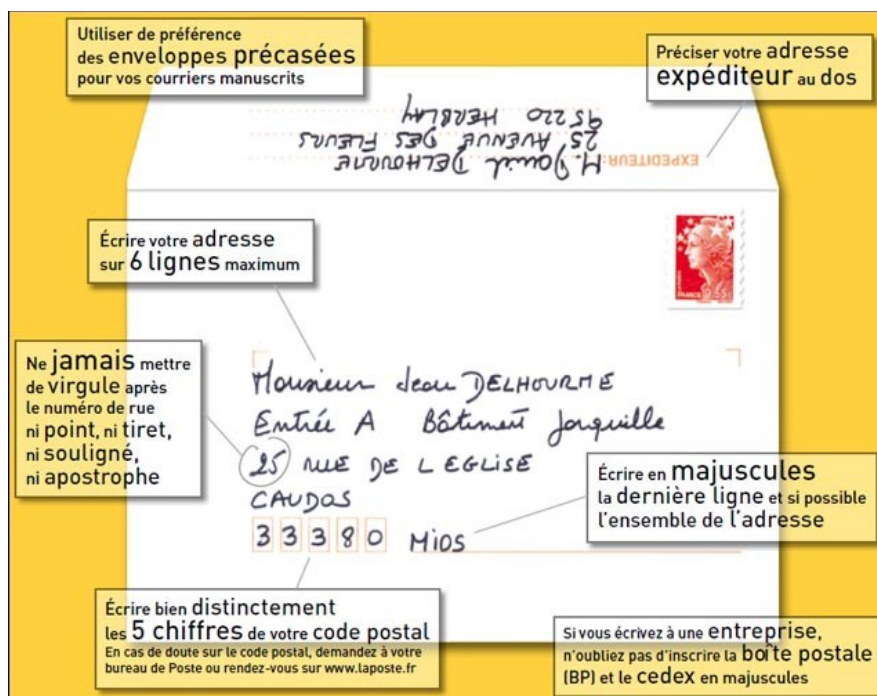 Utiliser de préférence
des enveloppes précasées
pour vos courriers manuscrits
Préciser votre adresse
expéditeur au dos
EXPEDITEUR: M. Daniel DELHOURME
25 AVENUE DES FLEURS
95220 HERBLAY
Écrire votre adresse
sur 6 lignes maximum
FRANCE 0,55€
Ne jamais mettre
de virgule après
le numéro de rue
ni point, ni tiret,
ni souligné,
ni apostrophe
Monsieur Jean DELHOURME
Entrée A Bâtiment Jonquille
25 RUE DE L EGLISE
CAUDOS
33380 MIOS
Écrire en majuscules
la dernière ligne et si possible
l'ensemble de l'adresse
Écrire bien distinctement
les 5 chiffres de votre code postal
En cas de doute sur le code postal, demandez à votre
bureau de Poste ou rendez-vous sur www.laposte.fr
Si vous écrivez à une entreprise,
n'oubliez pas d'inscrire la boîte postale
(BP) et le cedex en majuscules